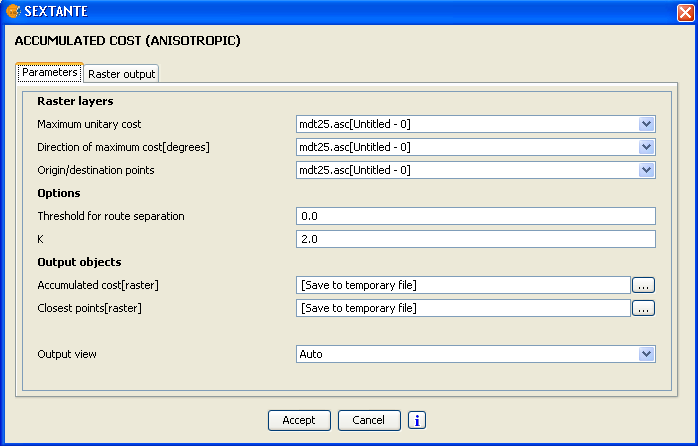 SEXTANTE
ACCUMULATED COST (ANISOTROPIC)
Parameters Raster output
Raster layers
Maximum unitary cost mdt25.asc[Untitled - 0]
Direction of maximum cost[degrees] mdt25.asc[Untitled - 0]
Origin/destination points mdt25.asc[Untitled - 0]
Options
Threshold for route separation 0.0
K 2.0
Output objects
Accumulated cost[raster] [Save to temporary file] ...
Closest points[raster] [Save to temporary file] ...
Output view Auto
Accept Cancel i